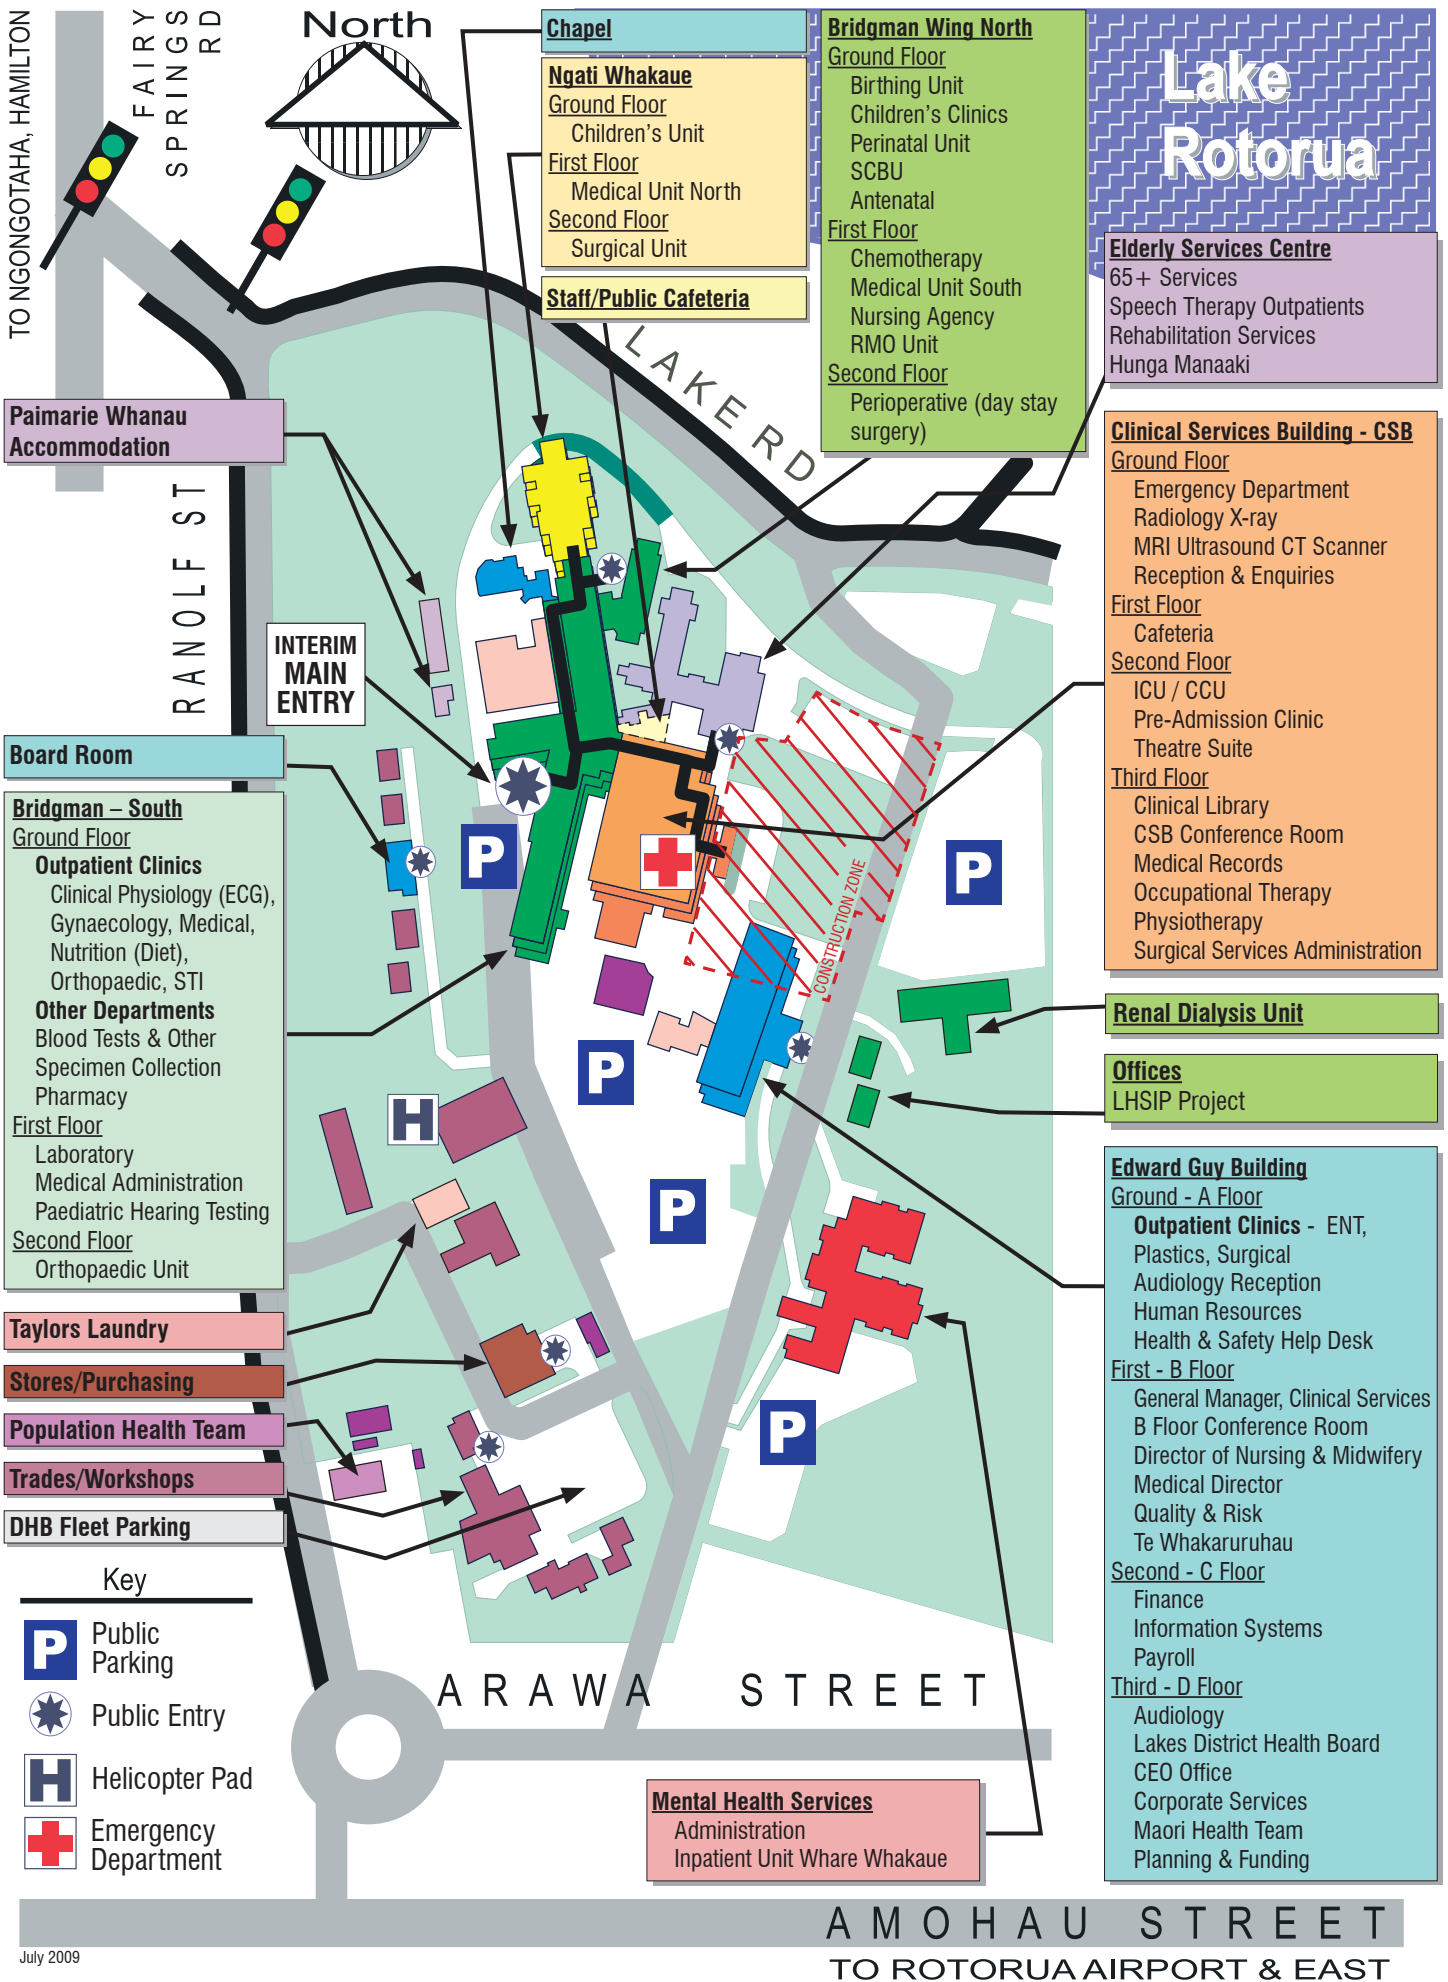 TO NGONGOTAHA, HAMILTON
FAIRY
SPRINGS
RD
North
Chapel
Ngati Whakaue
Ground Floor
Children's Unit
First Floor
Medical Unit North
Second Floor
Surgical Unit
Staff/Public Cafeteria
Bridgman Wing North
Ground Floor
Birthing Unit
Children's Clinics
Perinatal Unit
SCBU
Antenatal
First Floor
Chemotherapy
Medical Unit South
Nursing Agency
RMO Unit
Second Floor
Perioperative (day stay
surgery)
Lake
Rotorua
Elderly Services Centre
65+ Services
Speech Therapy Outpatients
Rehabilitation Services
Hunga Manaaki
LAKE RD
Clinical Services Building - CSB
Ground Floor
Emergency Department
Radiology X-ray
MRI Ultrasound CT Scanner
Reception & Enquiries
First Floor
Cafeteria
Second Floor
ICU / CCU
Pre-Admission Clinic
Theatre Suite
Third Floor
Clinical Library
CSB Conference Room
Medical Records
Occupational Therapy
Physiotherapy
Surgical Services Administration
Paimarie Whanau
Accommodation
RANOLF ST
INTERIM
MAIN
ENTRY
Board Room
Bridgman – South
Ground Floor
Outpatient Clinics
Clinical Physiology (ECG),
Gynaecology, Medical,
Nutrition (Diet),
Orthopaedic, STI
Other Departments
Blood Tests & Other
Specimen Collection
Pharmacy
First Floor
Laboratory
Medical Administration
Paediatric Hearing Testing
Second Floor
Orthopaedic Unit
P
P
CONSTRUCTION ZONE
P
H
P
P
Renal Dialysis Unit
Offices
LHSIP Project
Edward Guy Building
Ground - A Floor
Outpatient Clinics - ENT,
Plastics, Surgical
Audiology Reception
Human Resources
Health & Safety Help Desk
First - B Floor
General Manager, Clinical Services
B Floor Conference Room
Director of Nursing & Midwifery
Medical Director
Quality & Risk
Te Whakaruruhau
Second - C Floor
Finance
Information Systems
Payroll
Third - D Floor
Audiology
Lakes District Health Board
CEO Office
Corporate Services
Maori Health Team
Planning & Funding
Taylors Laundry
Stores/Purchasing
Population Health Team
Trades/Workshops
DHB Fleet Parking
Key
P Public
Parking
Public Entry
H Helicopter Pad
Emergency
Department
ARAWA STREET
Mental Health Services
Administration
Inpatient Unit Whare Whakaue
AMOHAU STREET
TO ROTORUA AIRPORT & EAST
July 2009